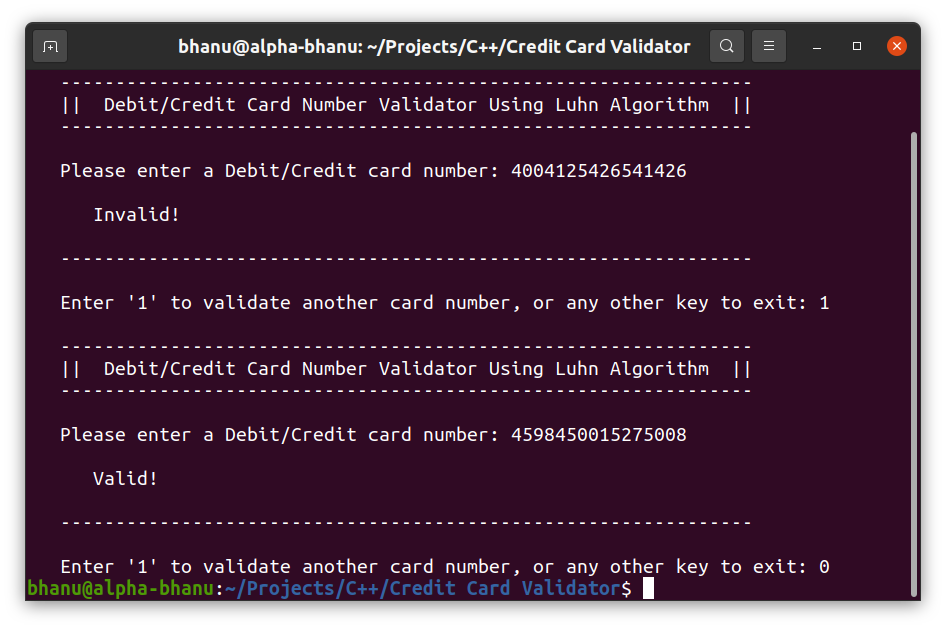 bhanu@alpha-bhanu: ~/Projects/C++/Credit Card Validator
---------------------------------------------------------------
||  Debit/Credit Card Number Validator Using Luhn Algorithm  ||
---------------------------------------------------------------
Please enter a Debit/Credit card number: 4004125426541426
Invalid!
---------------------------------------------------------------
Enter '1' to validate another card number, or any other key to exit: 1
---------------------------------------------------------------
||  Debit/Credit Card Number Validator Using Luhn Algorithm  ||
---------------------------------------------------------------
Please enter a Debit/Credit card number: 4598450015275008
Valid!
---------------------------------------------------------------
Enter '1' to validate another card number, or any other key to exit: 0
bhanu@alpha-bhanu:~/Projects/C++/Credit Card Validator$